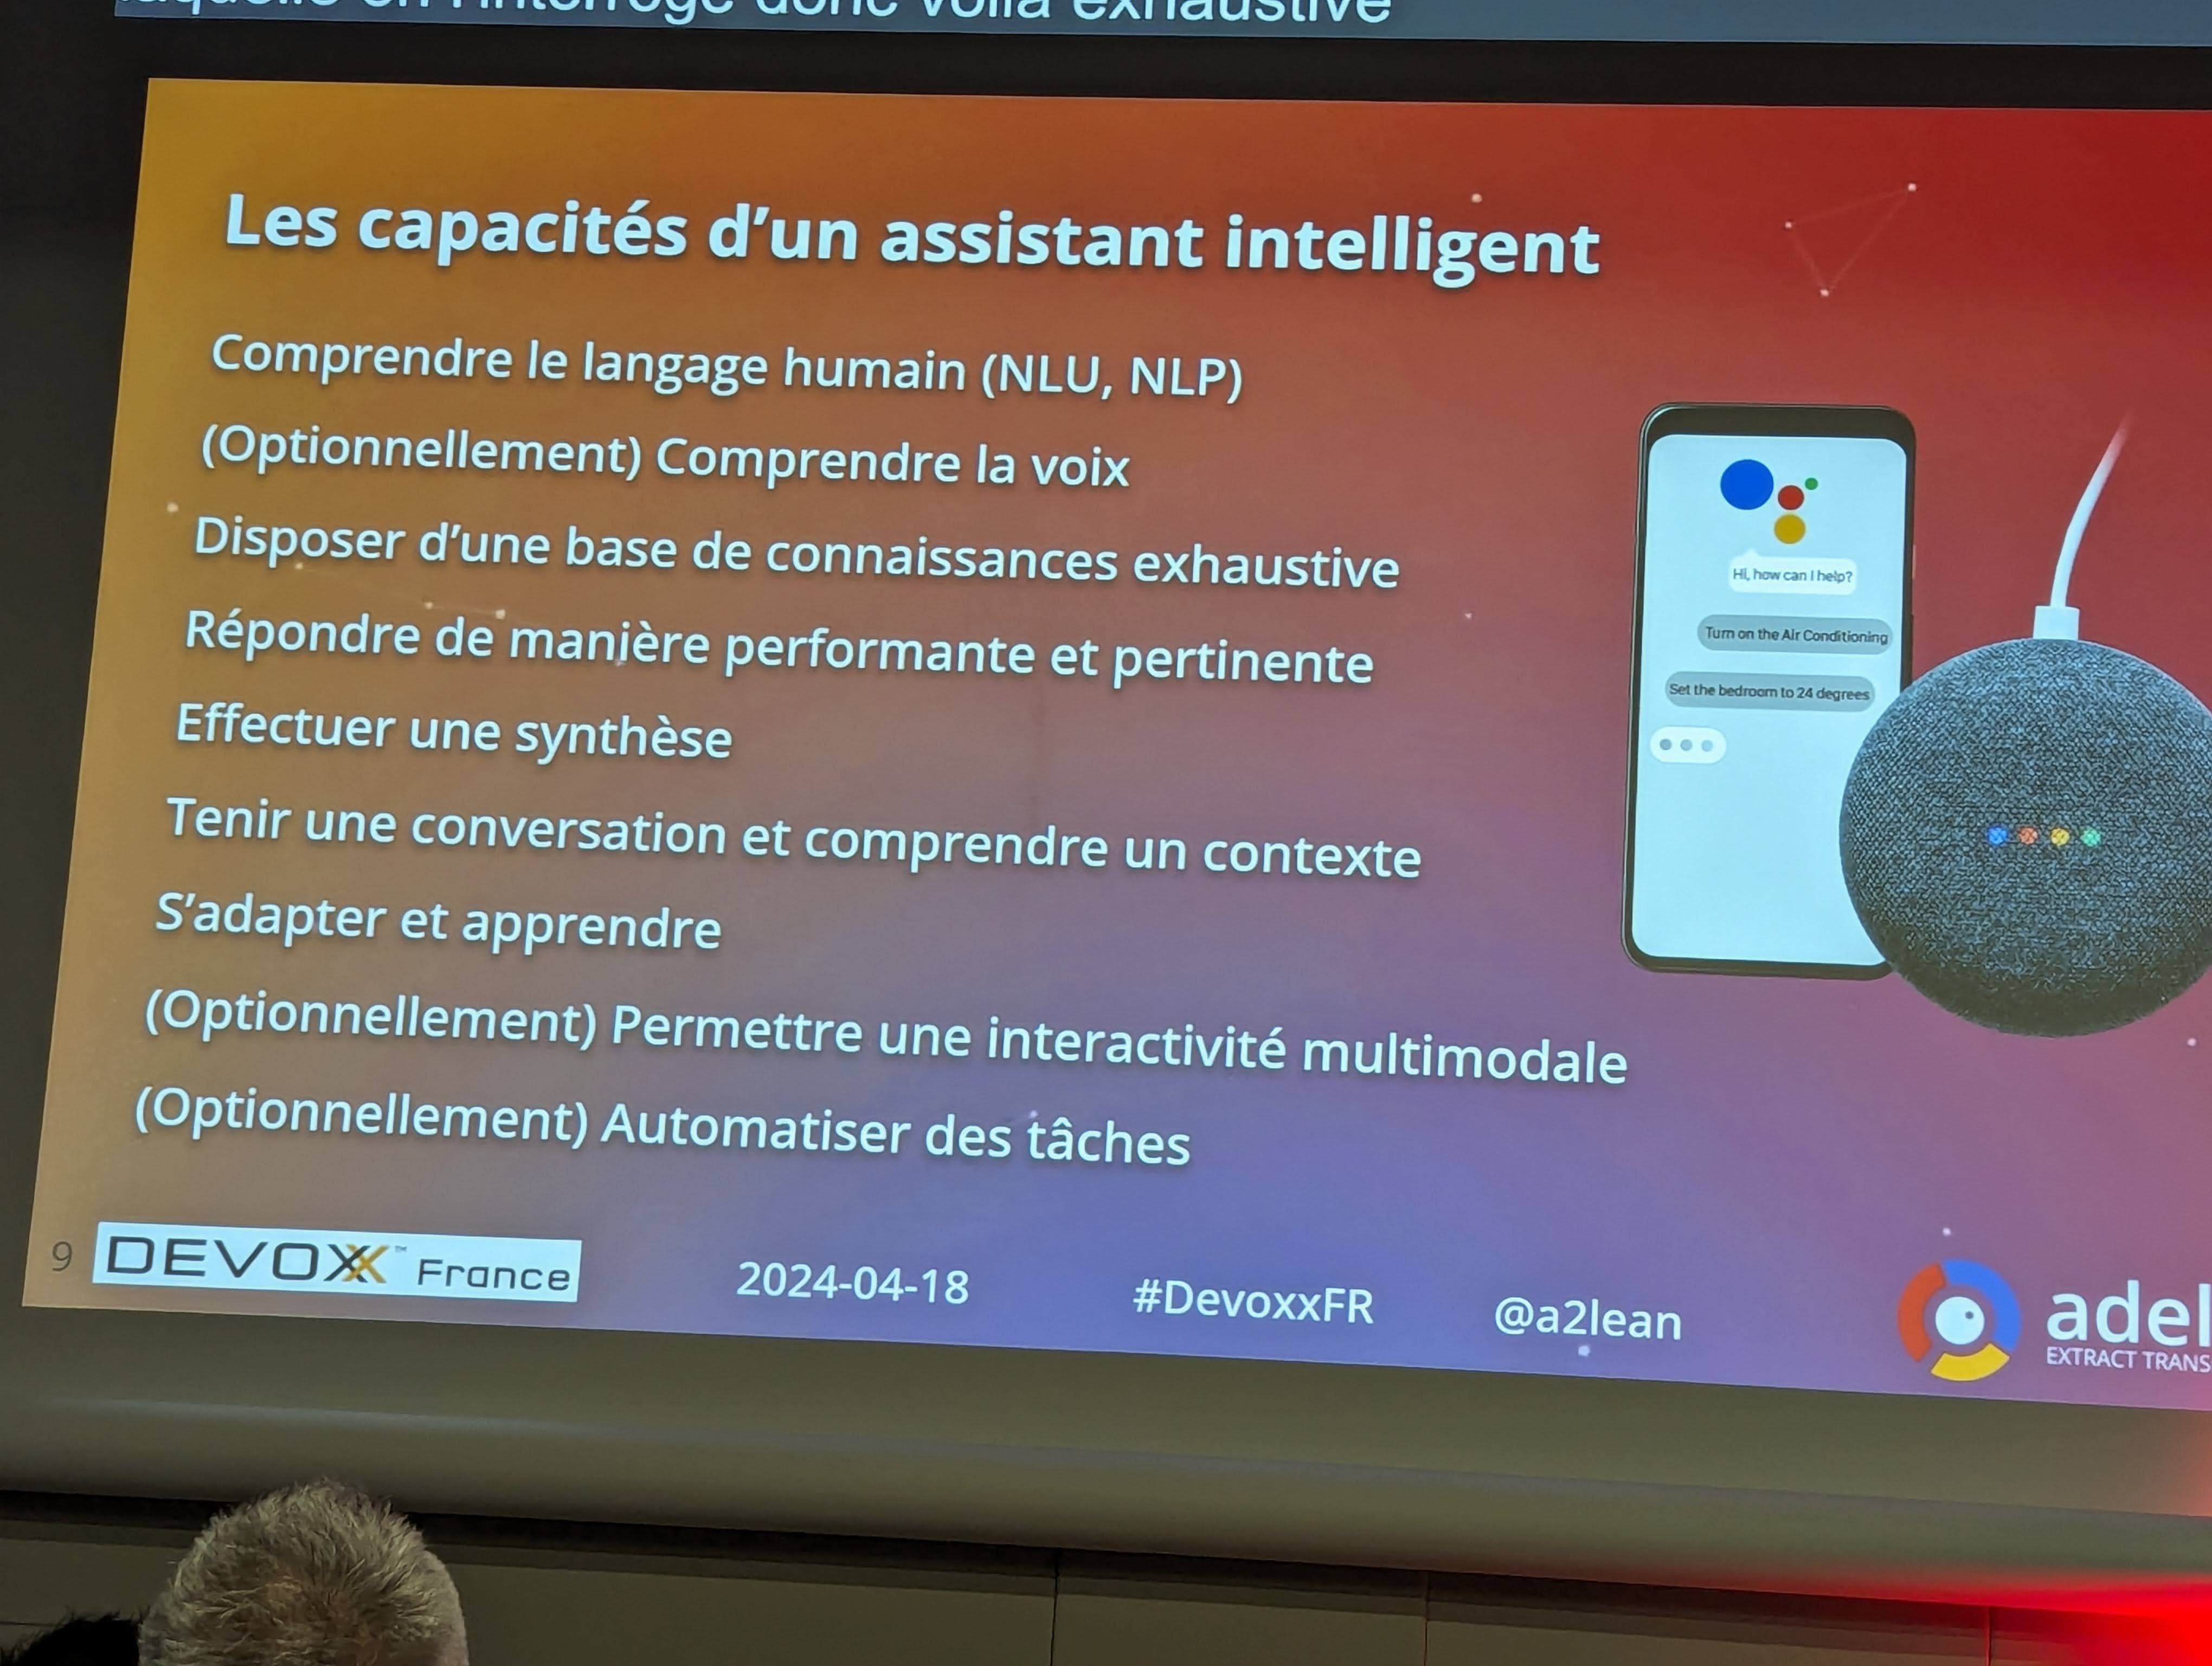 laquelle on l'interroge donc voilà exhaustive
Les capacités d’un assistant intelligent
Comprendre le langage humain (NLU, NLP)
(Optionnellement) Comprendre la voix
Disposer d’une base de connaissances exhaustive
Répondre de manière performante et pertinente
Effectuer une synthèse
Tenir une conversation et comprendre un contexte
S’adapter et apprendre
(Optionnellement) Permettre une interactivité multimodale
(Optionnellement) Automatiser des tâches
Hi, how can I help?
Turn on the Air Conditioning
Set the bedroom to 24 degrees
9
DEVOXX™ France
2024-04-18
#DevoxxFR
@a2lean
adel
EXTRACT TRANS